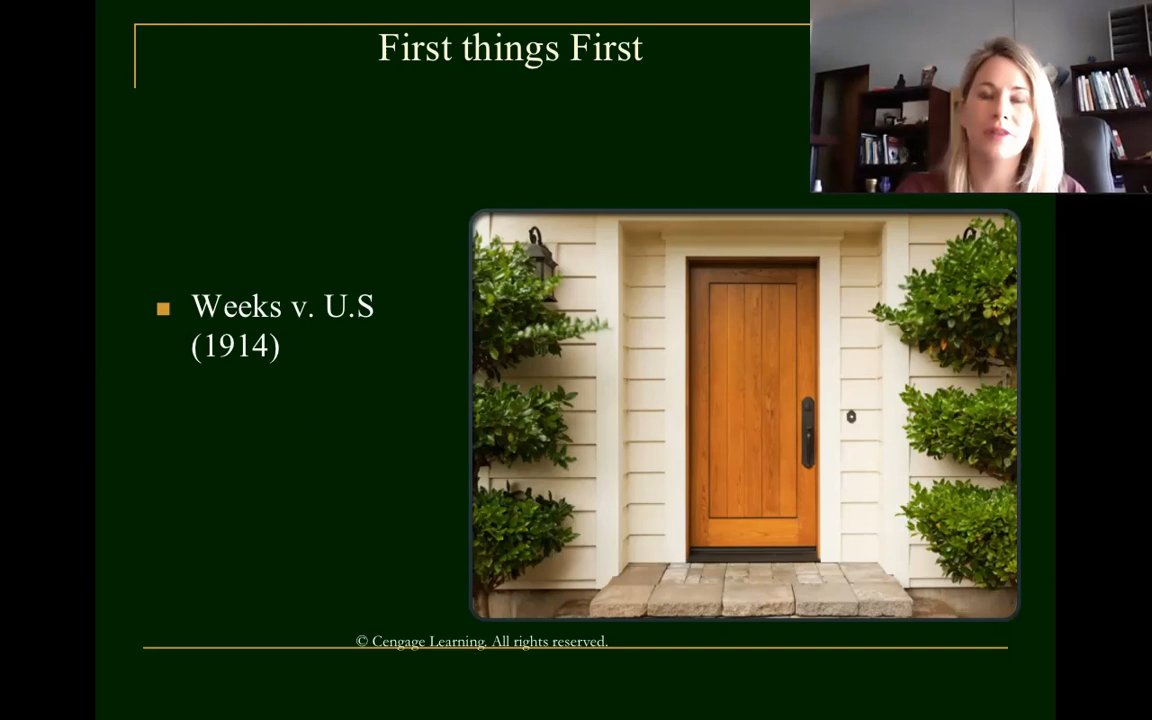 First things First
Weeks v. U.S
(1914)
© Cengage Learning. All rights reserved.